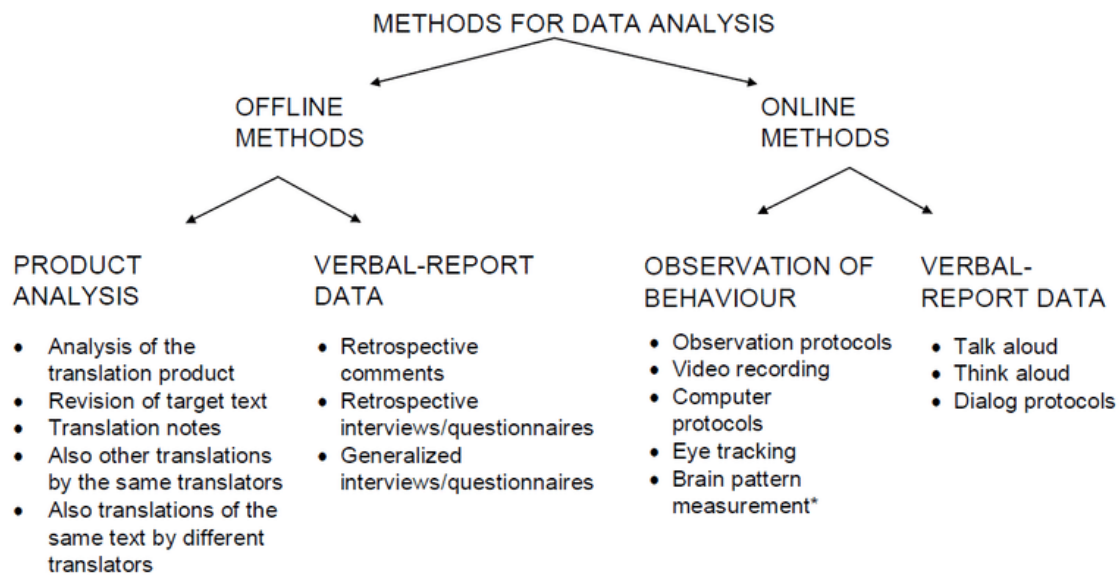 METHODS FOR DATA ANALYSIS
OFFLINE
METHODS
ONLINE
METHODS
PRODUCT
ANALYSIS
• Analysis of the
translation product
• Revision of target text
• Translation notes
• Also other translations
by the same translators
• Also translations of the
same text by different
translators
VERBAL-REPORT
DATA
• Retrospective
comments
• Retrospective
interviews/questionnaires
• Generalized
interviews/questionnaires
OBSERVATION OF
BEHAVIOUR
• Observation protocols
• Video recording
• Computer
protocols
• Eye tracking
• Brain pattern
measurement*
VERBAL-
REPORT DATA
• Talk aloud
• Think aloud
• Dialog protocols